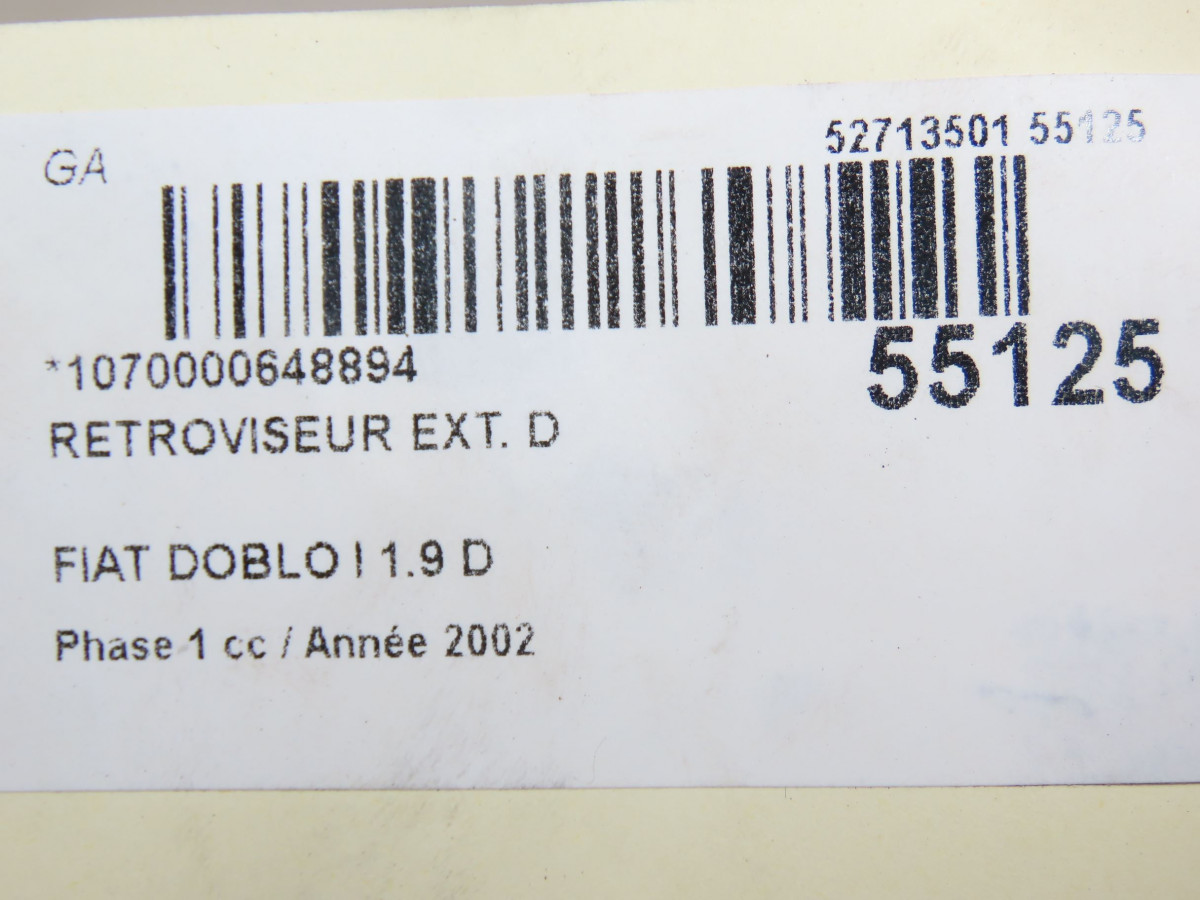 GA
52713501 55125
*1070000648894
55125
RETROVISEUR EXT. D
FIAT DOBLO I 1.9 D
Phase 1 cc / Année 2002